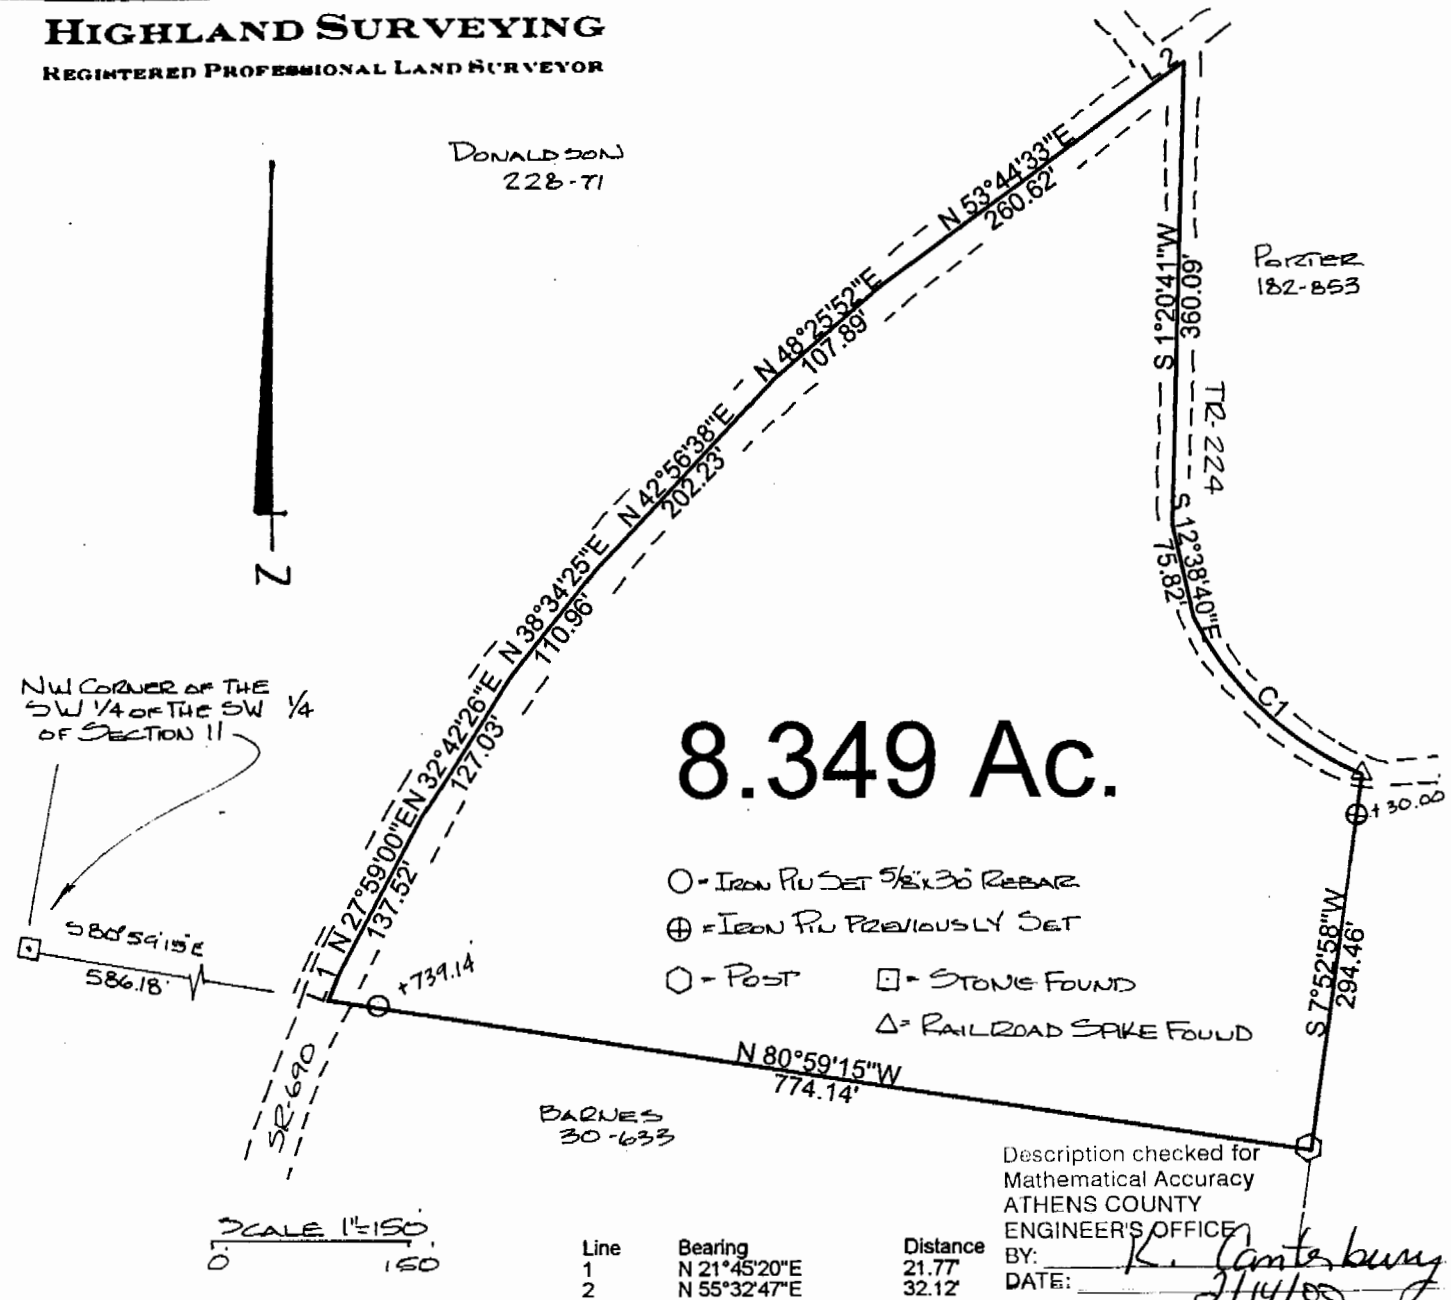 HIGHLAND SURVEYING
REGISTERED PROFESSIONAL LAND SURVEYOR
DONALDSON
228-71
PORTER
182-853
Z
2
N 53°44'33"E
260.62'
S 1°20'41"W
360.09'
TR-224
N 48°25'52"E
107.89'
N 42°56'38"E
202.23'
N 38°34'25"E
110.96'
S 12°38'40"E
75.82'
C1
N 32°42'26"E
127.03'
N 27°59'00"E
137.52'
1
NW CORNER OF THE
SW 1/4 OF THE SW 1/4
OF SECTION 11
8.349 Ac.
+30.00
S80°59'15"E
586.18'
+739.14
O = IRON PIN SET 5/8"x30" REBAR
⊕ = IRON PIN PREVIOUSLY SET
⬡ = POST
⊡ = STONE FOUND
△ = RAILROAD SPIKE FOUND
S 7°52'58"W
294.46'
N 80°59'15"W
774.14'
SR-690
BARNES
30-633
SCALE 1"=150'
0' 150'
Line Bearing Distance
1 N 21°45'20"E 21.77'
2 N 55°32'47"E 32.12'
Description checked for
Mathematical Accuracy
ATHENS COUNTY
ENGINEER'S OFFICE
BY: K. Canterbury
DATE: 2/14/00